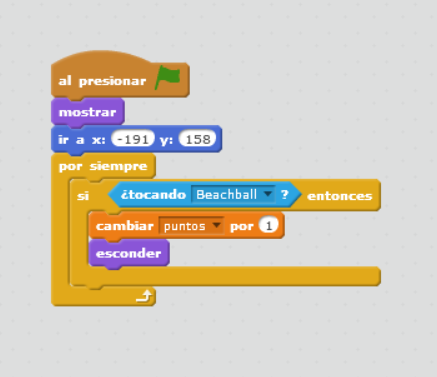 al presionar
mostrar
ir a x: -191 y: 158
por siempre
si ¿tocando Beachball ? entonces
cambiar puntos por 1
esconder